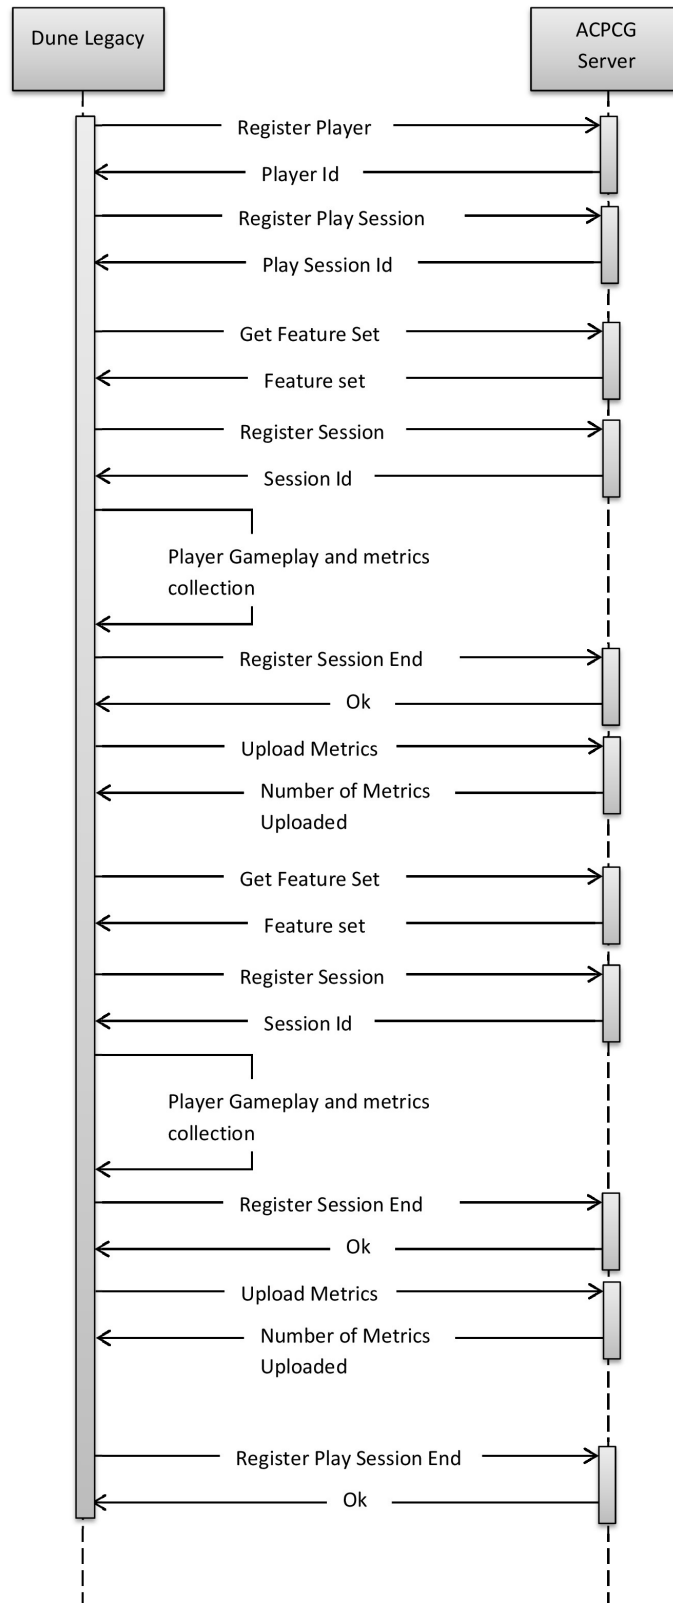 Dune Legacy
ACPCG
Server
Register Player
Player Id
Register Play Session
Play Session Id
Get Feature Set
Feature set
Register Session
Session Id
Player Gameplay and metrics
collection
Register Session End
Ok
Upload Metrics
Number of Metrics
Uploaded
Get Feature Set
Feature set
Register Session
Session Id
Player Gameplay and metrics
collection
Register Session End
Ok
Upload Metrics
Number of Metrics
Uploaded
Register Play Session End
Ok